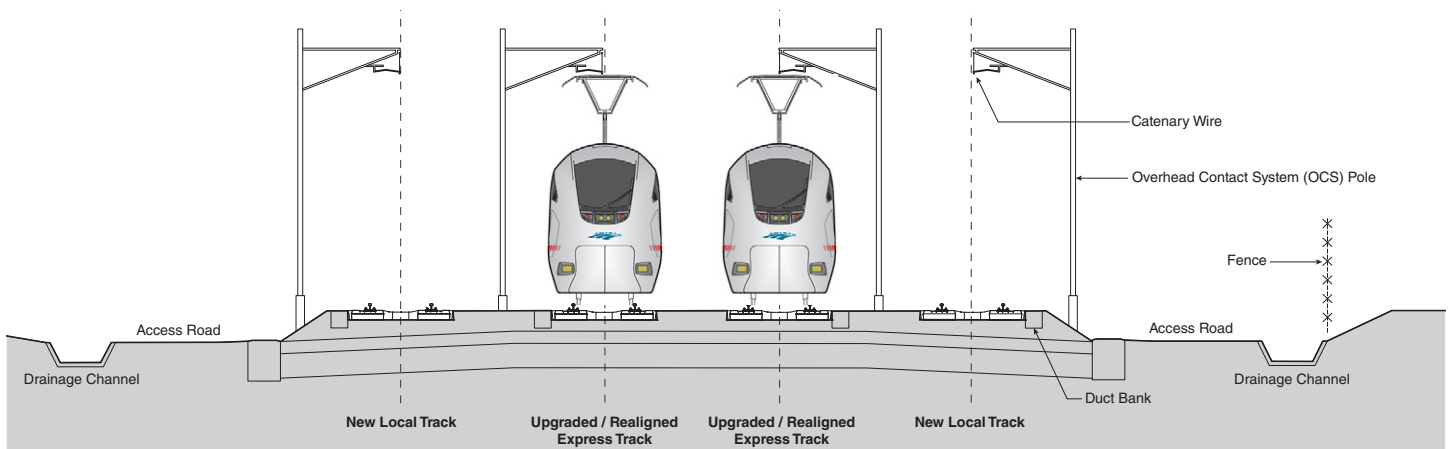 Catenary Wire
Overhead Contact System (OCS) Pole
Fence
Access Road
Access Road
Drainage Channel
Drainage Channel
Duct Bank
New Local Track
Upgraded / Realigned
Express Track
Upgraded / Realigned
Express Track
New Local Track